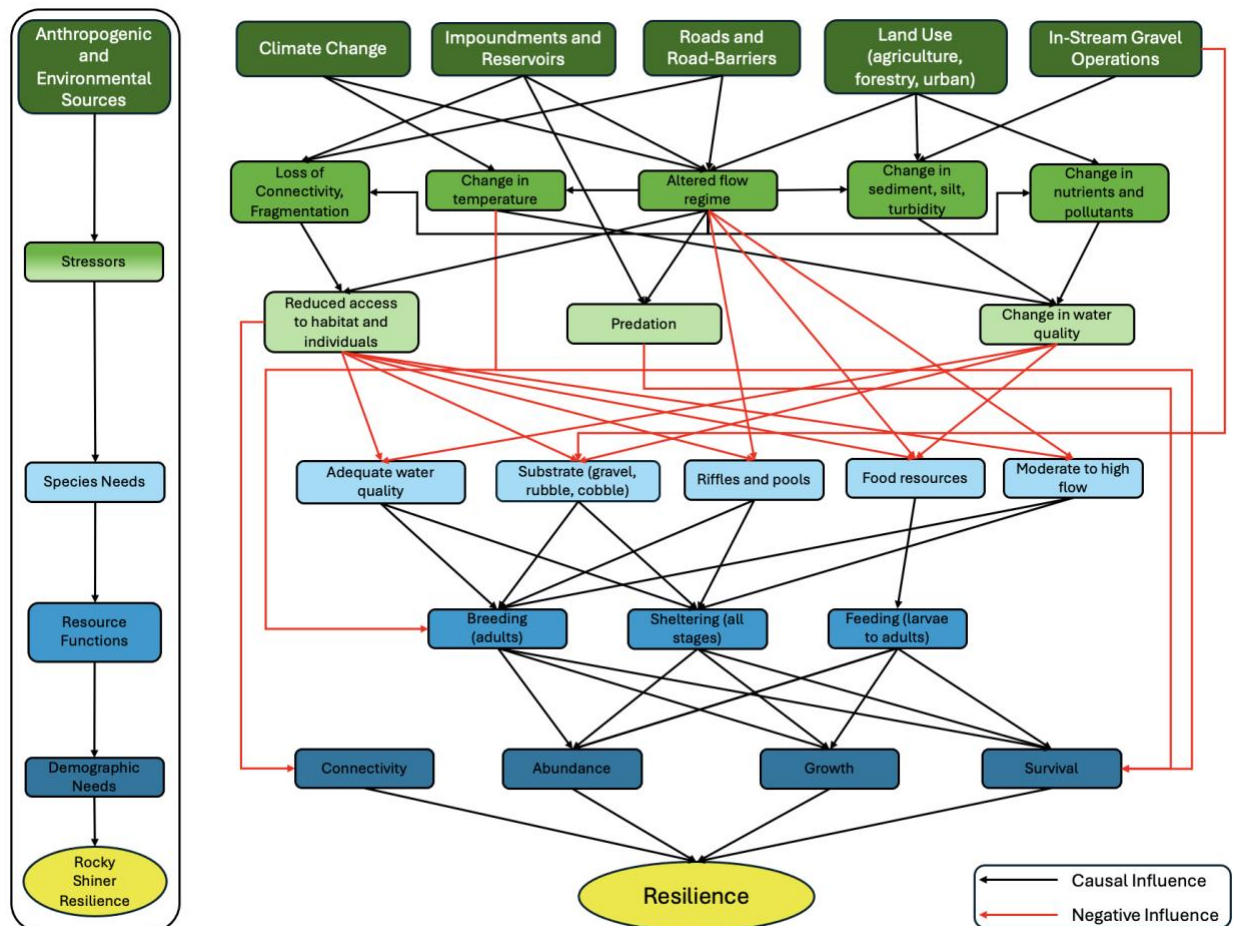 Anthropogenic
and
Environmental
Sources
Stressors
Species Needs
Resource
Functions
Demographic
Needs
Rocky
Shiner
Resilience
Climate Change
Impoundments and
Reservoirs
Roads and
Road-Barriers
Land Use
(agriculture,
forestry, urban)
In-Stream Gravel
Operations
Loss of
Connectivity,
Fragmentation
Change in
temperature
Altered flow
regime
Change in
sediment, silt,
turbidity
Change in
nutrients and
pollutants
Reduced access
to habitat and
individuals
Predation
Change in water
quality
Adequate water
quality
Substrate (gravel,
rubble, cobble)
Riffles and pools
Food resources
Moderate to high
flow
Breeding
(adults)
Sheltering (all
stages)
Feeding (larvae
to adults)
Connectivity
Abundance
Growth
Survival
Resilience
Causal Influence
Negative Influence